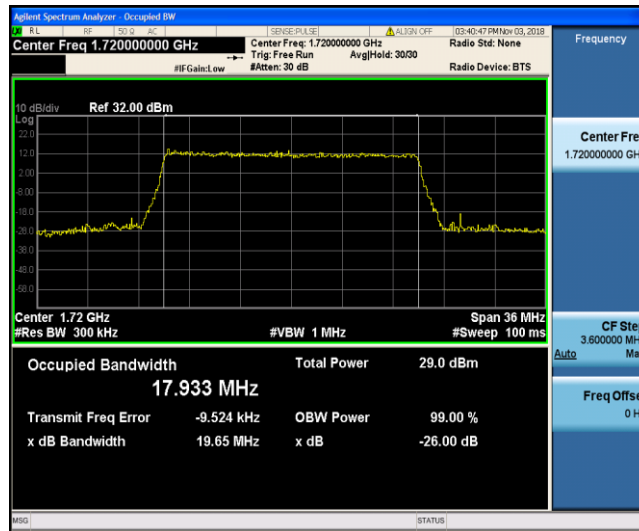 Agilent Spectrum Analyzer - Occupied BW
RL RF 50 Ω AC SENSE:PULSE ALIGN OFF 03:40:47 PM Nov 03, 2018
Center Freq 1.720000000 GHz Center Freq: 1.720000000 GHz Radio Std: None
Trig: Free Run Avg|Hold: 30/30
#IFGain:Low #Atten: 30 dB Radio Device: BTS
10 dB/div Ref 32.00 dBm
Log
22.0
12.0
2.00
-8.00
-18.0
-28.0
-38.0
-48.0
-58.0
Center 1.72 GHz Span 36 MHz
#Res BW 300 kHz #VBW 1 MHz #Sweep 100 ms
Occupied Bandwidth Total Power 29.0 dBm
17.933 MHz
Transmit Freq Error -9.524 kHz OBW Power 99.00 %
x dB Bandwidth 19.65 MHz x dB -26.00 dB
MSG STATUS
Frequency
Center Fre
1.720000000 GH
CF Ste
3.600000 MH
Auto Ma
Freq Offse
0 H